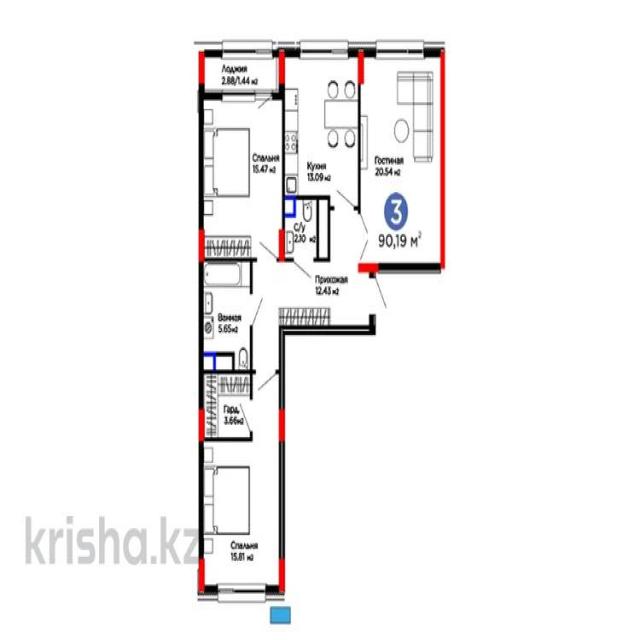 Лоджия
2.88/1.44 м2
Спальня
15.47 м2
Кухня
13.09 м2
Гостиная
20.54 м2
3
90,19 м2
С/у
2.10 м2
Прихожая
12.43 м2
Ванная
5.65 м2
Гард.
3.66 м2
krisha.kz
Спальня
15.81 м2